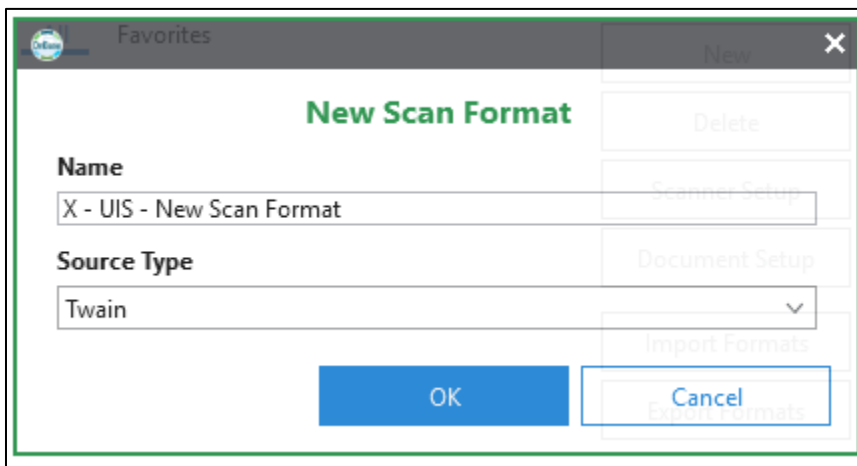 OnBase
Favorites
New
New Scan Format
Delete
Name
Scanner Setup
X - UIS - New Scan Format
Source Type
Document Setup
Twain
Import Formats
OK
Cancel
Export Formats